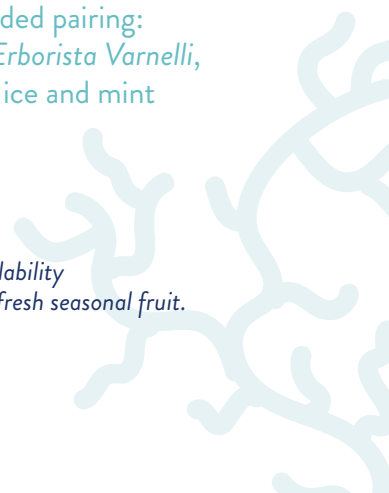 ded pairing:
Erborista Varnelli,
ice and mint
lability
fresh seasonal fruit.